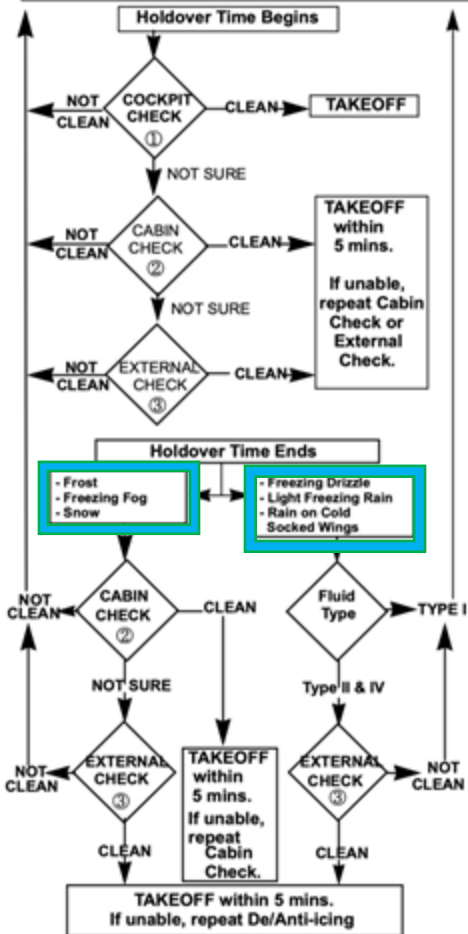 Holdover Time Begins
COCKPIT
CHECK
①
NOT
CLEAN
CLEAN
TAKEOFF
NOT SURE
CABIN
CHECK
②
NOT
CLEAN
CLEAN
TAKEOFF
within
5 mins.
If unable,
repeat Cabin
Check or
External
Check.
NOT SURE
EXTERNAL
CHECK
③
NOT
CLEAN
CLEAN
Holdover Time Ends
- Frost
- Freezing Fog
- Snow
- Freezing Drizzle
- Light Freezing Rain
- Rain on Cold
Socked Wings
CABIN
CHECK
②
NOT
CLEAN
CLEAN
Fluid
Type
TYPE I
NOT SURE
Type II & IV
EXTERNAL
CHECK
③
NOT
CLEAN
TAKEOFF
within
5 mins.
If unable,
repeat
Cabin
Check.
EXTERNAL
CHECK
③
NOT
CLEAN
CLEAN
CLEAN
TAKEOFF within 5 mins.
If unable, repeat De/Anti-icing